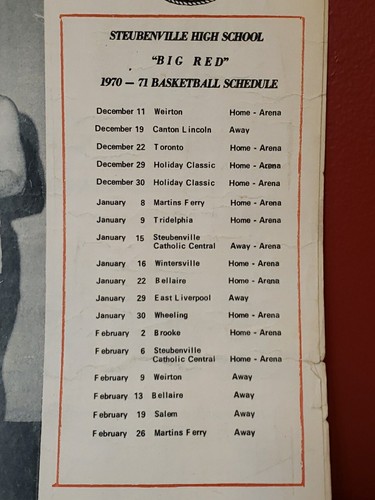 STEUBENVILLE HIGH SCHOOL
"BIG RED"
1970 — 71 BASKETBALL SCHEDULE
December 11 Weirton Home - Arena
December 19 Canton Lincoln Away
December 22 Toronto Home - Arena
December 29 Holiday Classic Home - Arena
December 30 Holiday Classic Home - Arena
January 8 Martins Ferry Home - Arena
January 9 Tridelphia Home - Arena
January 15 Steubenville
Catholic Central Away - Arena
January 16 Wintersville Home - Arena
January 22 Bellaire Home - Arena
January 29 East Liverpool Away
January 30 Wheeling Home - Arena
February 2 Brooke Home - Arena
February 6 Steubenville
Catholic Central Home - Arena
February 9 Weirton Away
February 13 Bellaire Away
February 19 Salem Away
February 26 Martins Ferry Away